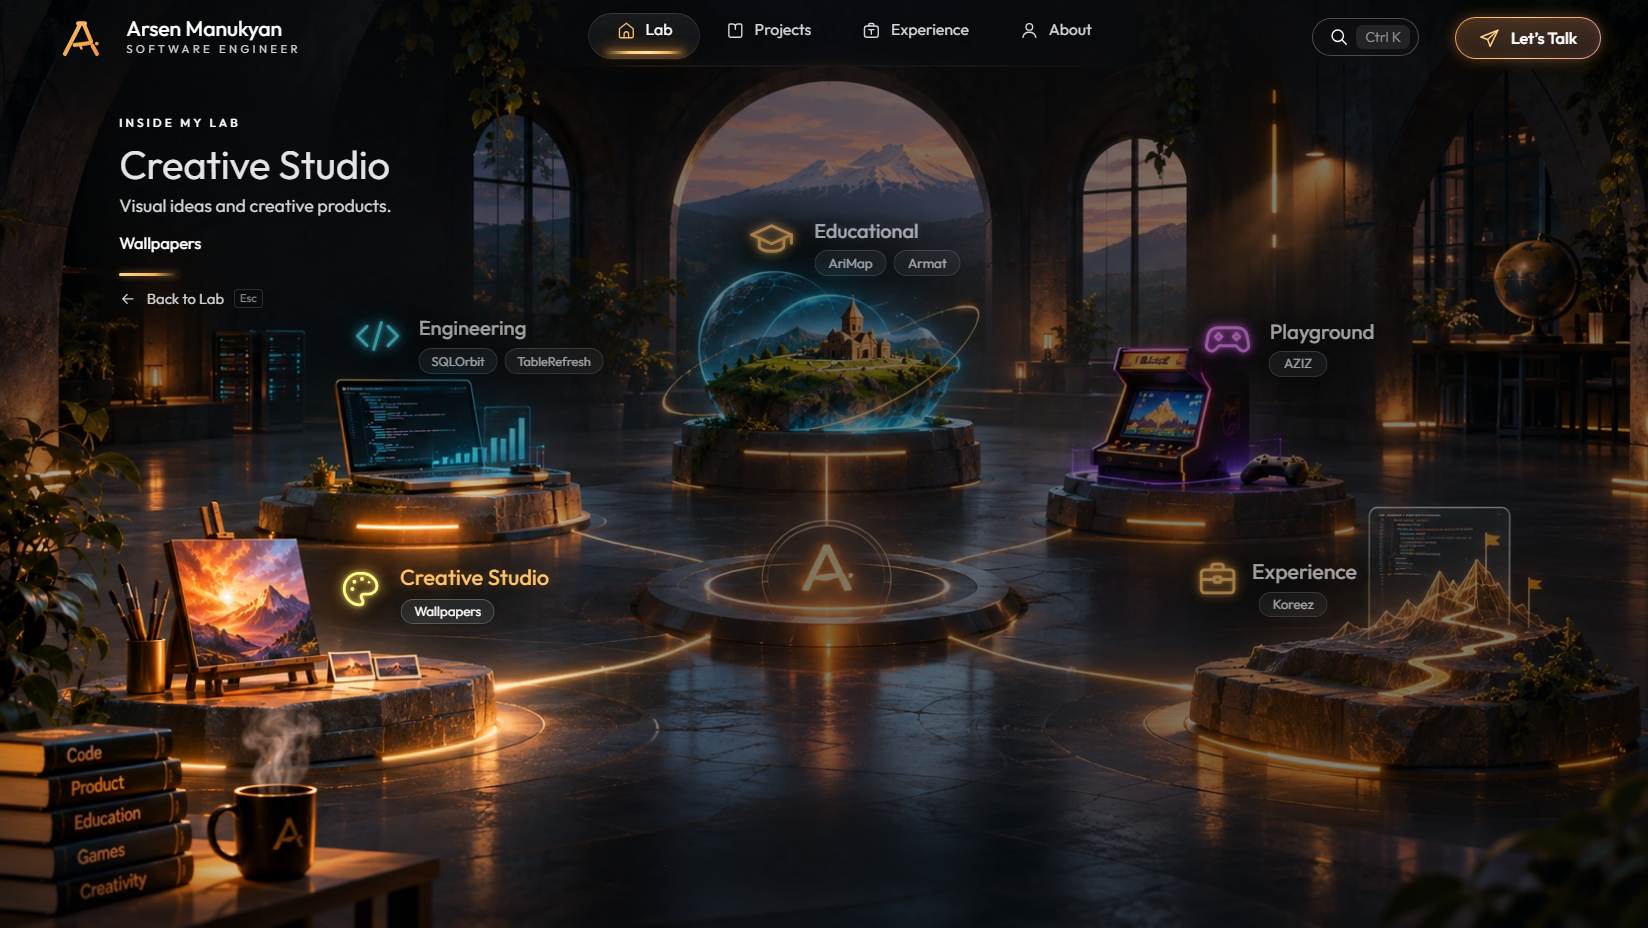 Arsen Manukyan
SOFTWARE ENGINEER
Lab
Projects
Experience
About
Ctrl K
Let's Talk
INSIDE MY LAB
Creative Studio
Visual ideas and creative products.
Wallpapers
Back to Lab
Esc
Educational
AriMap
Armat
Engineering
SQLOrbit
TableRefresh
Playground
AZIZ
Creative Studio
Wallpapers
Experience
Koreez
Code
Product
Education
Games
Creativity